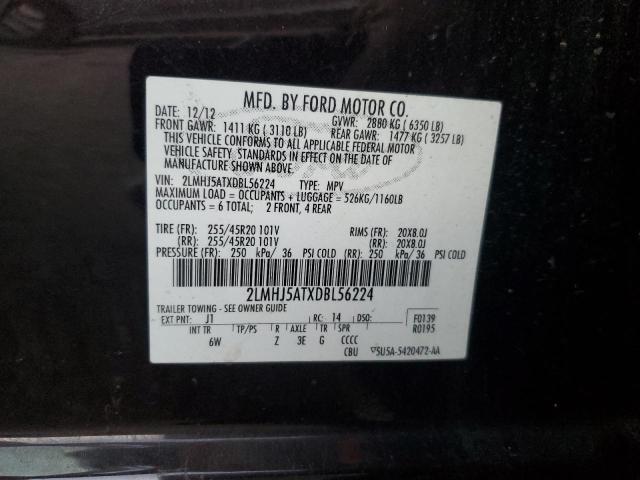 MFD. BY FORD MOTOR CO.
DATE: 12/12 GVWR: 2880 KG ( 6350 LB)
FRONT GAWR: 1411 KG ( 3110 LB) REAR GAWR: 1477 KG ( 3257 LB)
THIS VEHICLE CONFORMS TO ALL APPLICABLE FEDERAL MOTOR
VEHICLE SAFETY STANDARDS IN EFFECT ON THE DATE OF
MANUFACTURE SHOWN ABOVE.
VIN: 2LMHJ5ATXDBL56224 TYPE: MPV
MAXIMUM LOAD = OCCUPANTS + LUGGAGE = 526KG/1160LB
OCCUPANTS = 6 TOTAL; 2 FRONT, 4 REAR
TIRE (FR): 255/45R20 101V RIMS (FR): 20X8.0J
(RR): 255/45R20 101V (RR): 20X8.0J
PRESSURE (FR): 250 kPa/ 36 PSI COLD (RR): 250 kPa/ 36 PSI COLD
2LMHJ5ATXDBL56224
TRAILER TOWING - SEE OWNER GUIDE
EXT PNT: J1 RC: 14 DSO: F0139
R0195
INT TR TP/PS R AXLE TR SPR
6W Z 3E G CCCC
CBU 5U5A-5420472-AA